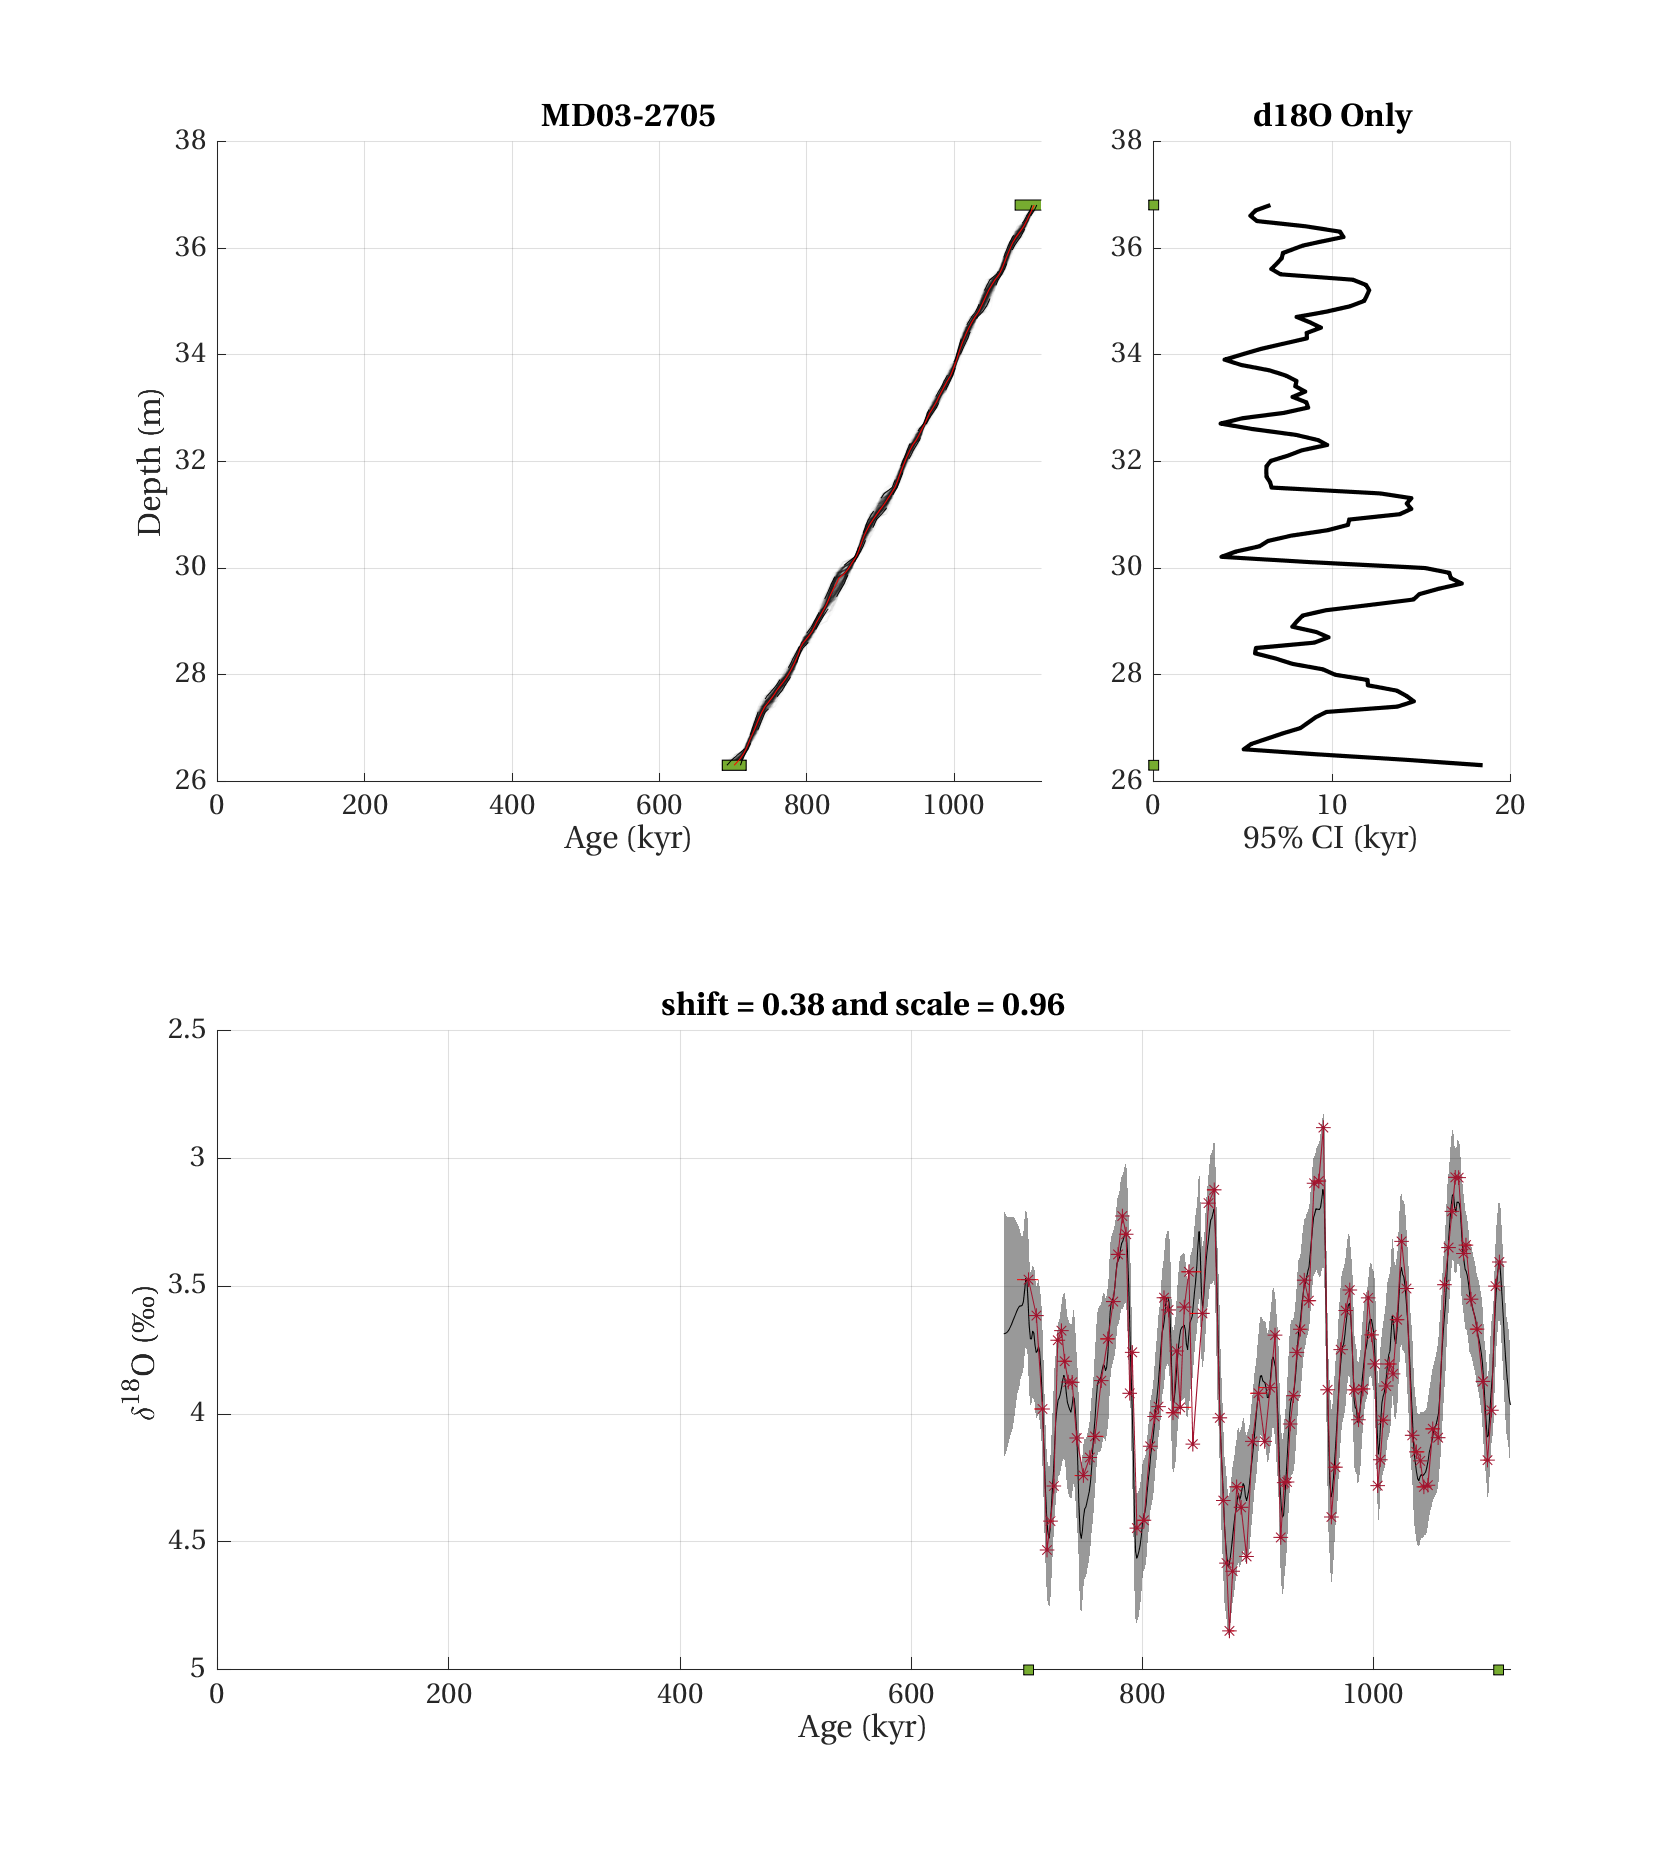 MD03-2705
38
36
34
32
30
28
26
Depth (m)
0 200 400 600 800 1000
Age (kyr)
d18O Only
38
36
34
32
30
28
26
0 10 20
95% CI (kyr)
shift = 0.38 and scale = 0.96
2.5
3
3.5
4
4.5
5
δ18O (‰)
0 200 400 600 800 1000
Age (kyr)